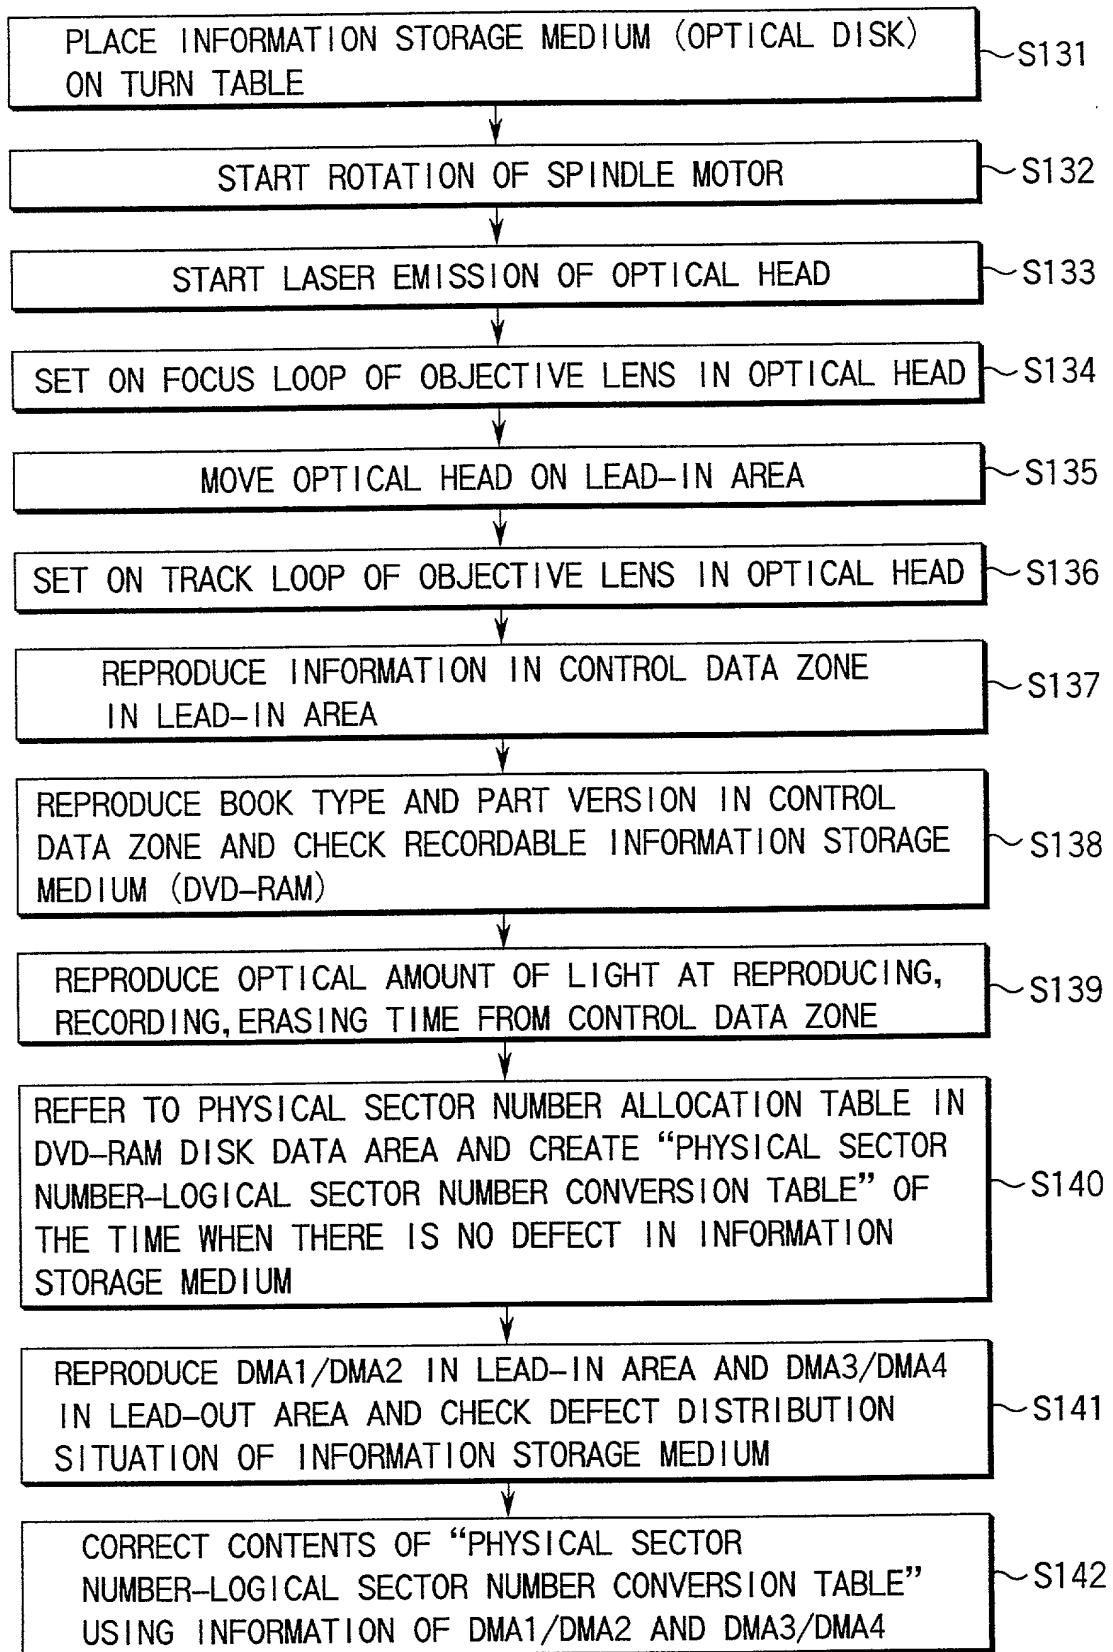 PLACE INFORMATION STORAGE MEDIUM (OPTICAL DISK)
ON TURN TABLE
S131
START ROTATION OF SPINDLE MOTOR
S132
START LASER EMISSION OF OPTICAL HEAD
S133
SET ON FOCUS LOOP OF OBJECTIVE LENS IN OPTICAL HEAD
S134
MOVE OPTICAL HEAD ON LEAD-IN AREA
S135
SET ON TRACK LOOP OF OBJECTIVE LENS IN OPTICAL HEAD
S136
REPRODUCE INFORMATION IN CONTROL DATA ZONE
IN LEAD-IN AREA
S137
REPRODUCE BOOK TYPE AND PART VERSION IN CONTROL
DATA ZONE AND CHECK RECORDABLE INFORMATION STORAGE
MEDIUM (DVD-RAM)
S138
REPRODUCE OPTICAL AMOUNT OF LIGHT AT REPRODUCING,
RECORDING,ERASING TIME FROM CONTROL DATA ZONE
S139
REFER TO PHYSICAL SECTOR NUMBER ALLOCATION TABLE IN
DVD-RAM DISK DATA AREA AND CREATE “PHYSICAL SECTOR
NUMBER-LOGICAL SECTOR NUMBER CONVERSION TABLE” OF
THE TIME WHEN THERE IS NO DEFECT IN INFORMATION
STORAGE MEDIUM
S140
REPRODUCE DMA1/DMA2 IN LEAD-IN AREA AND DMA3/DMA4
IN LEAD-OUT AREA AND CHECK DEFECT DISTRIBUTION
SITUATION OF INFORMATION STORAGE MEDIUM
S141
CORRECT CONTENTS OF “PHYSICAL SECTOR
NUMBER-LOGICAL SECTOR NUMBER CONVERSION TABLE”
USING INFORMATION OF DMA1/DMA2 AND DMA3/DMA4
S142